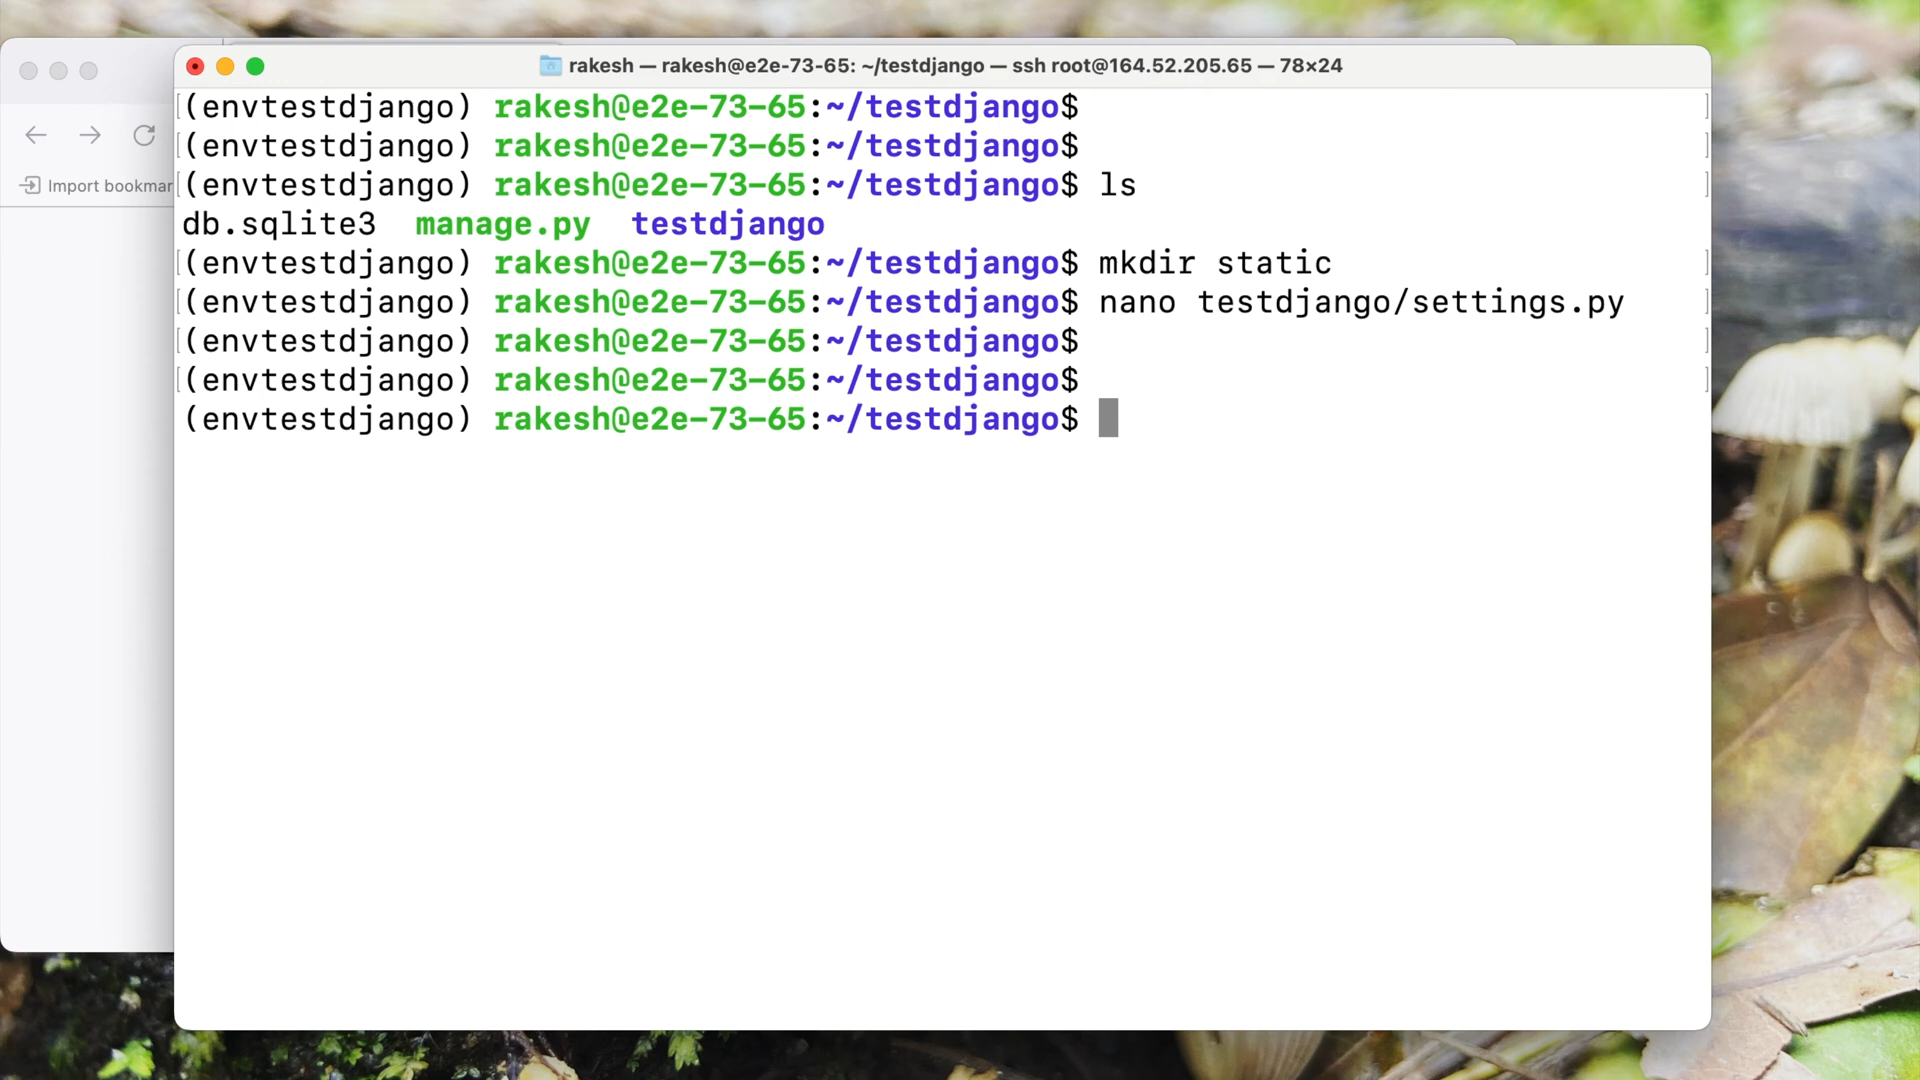 rakesh — rakesh@e2e-73-65: ~/testdjango — ssh root@164.52.205.65 — 78×24
Import bookmar
(envtestdjango) rakesh@e2e-73-65:~/testdjango$
(envtestdjango) rakesh@e2e-73-65:~/testdjango$
(envtestdjango) rakesh@e2e-73-65:~/testdjango$ ls
db.sqlite3  manage.py  testdjango
(envtestdjango) rakesh@e2e-73-65:~/testdjango$ mkdir static
(envtestdjango) rakesh@e2e-73-65:~/testdjango$ nano testdjango/settings.py
(envtestdjango) rakesh@e2e-73-65:~/testdjango$
(envtestdjango) rakesh@e2e-73-65:~/testdjango$
(envtestdjango) rakesh@e2e-73-65:~/testdjango$